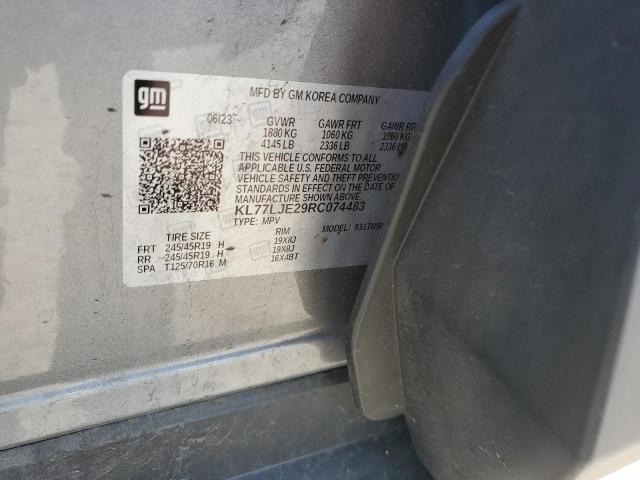 gm
MFD BY GM KOREA COMPANY
06/23 GVWR GAWR FRT GAWR RR
1880 KG 1060 KG 1060 KG
4145 LB 2336 LB 2336 LB
THIS VEHICLE CONFORMS TO ALL
APPLICABLE U.S. FEDERAL MOTOR
VEHICLE SAFETY AND THEFT PREVENTION
STANDARDS IN EFFECT ON THE DATE OF
MANUFACTURE SHOWN ABOVE.
KL77LJE29RC074483
TYPE: MPV MODEL:
TIRE SIZE RIM
FRT 245/45R19 H 19X8J
RR 245/45R19 H 19X8J
SPA T125/70R16 M 16X4BT